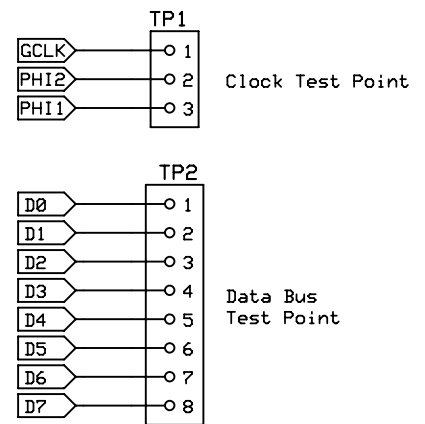 TP1
GCLK 1
PHI2 2 Clock Test Point
PHI1 3
TP2
D0 1
D1 2
D2 3
D3 4 Data Bus
D4 5 Test Point
D5 6
D6 7
D7 8